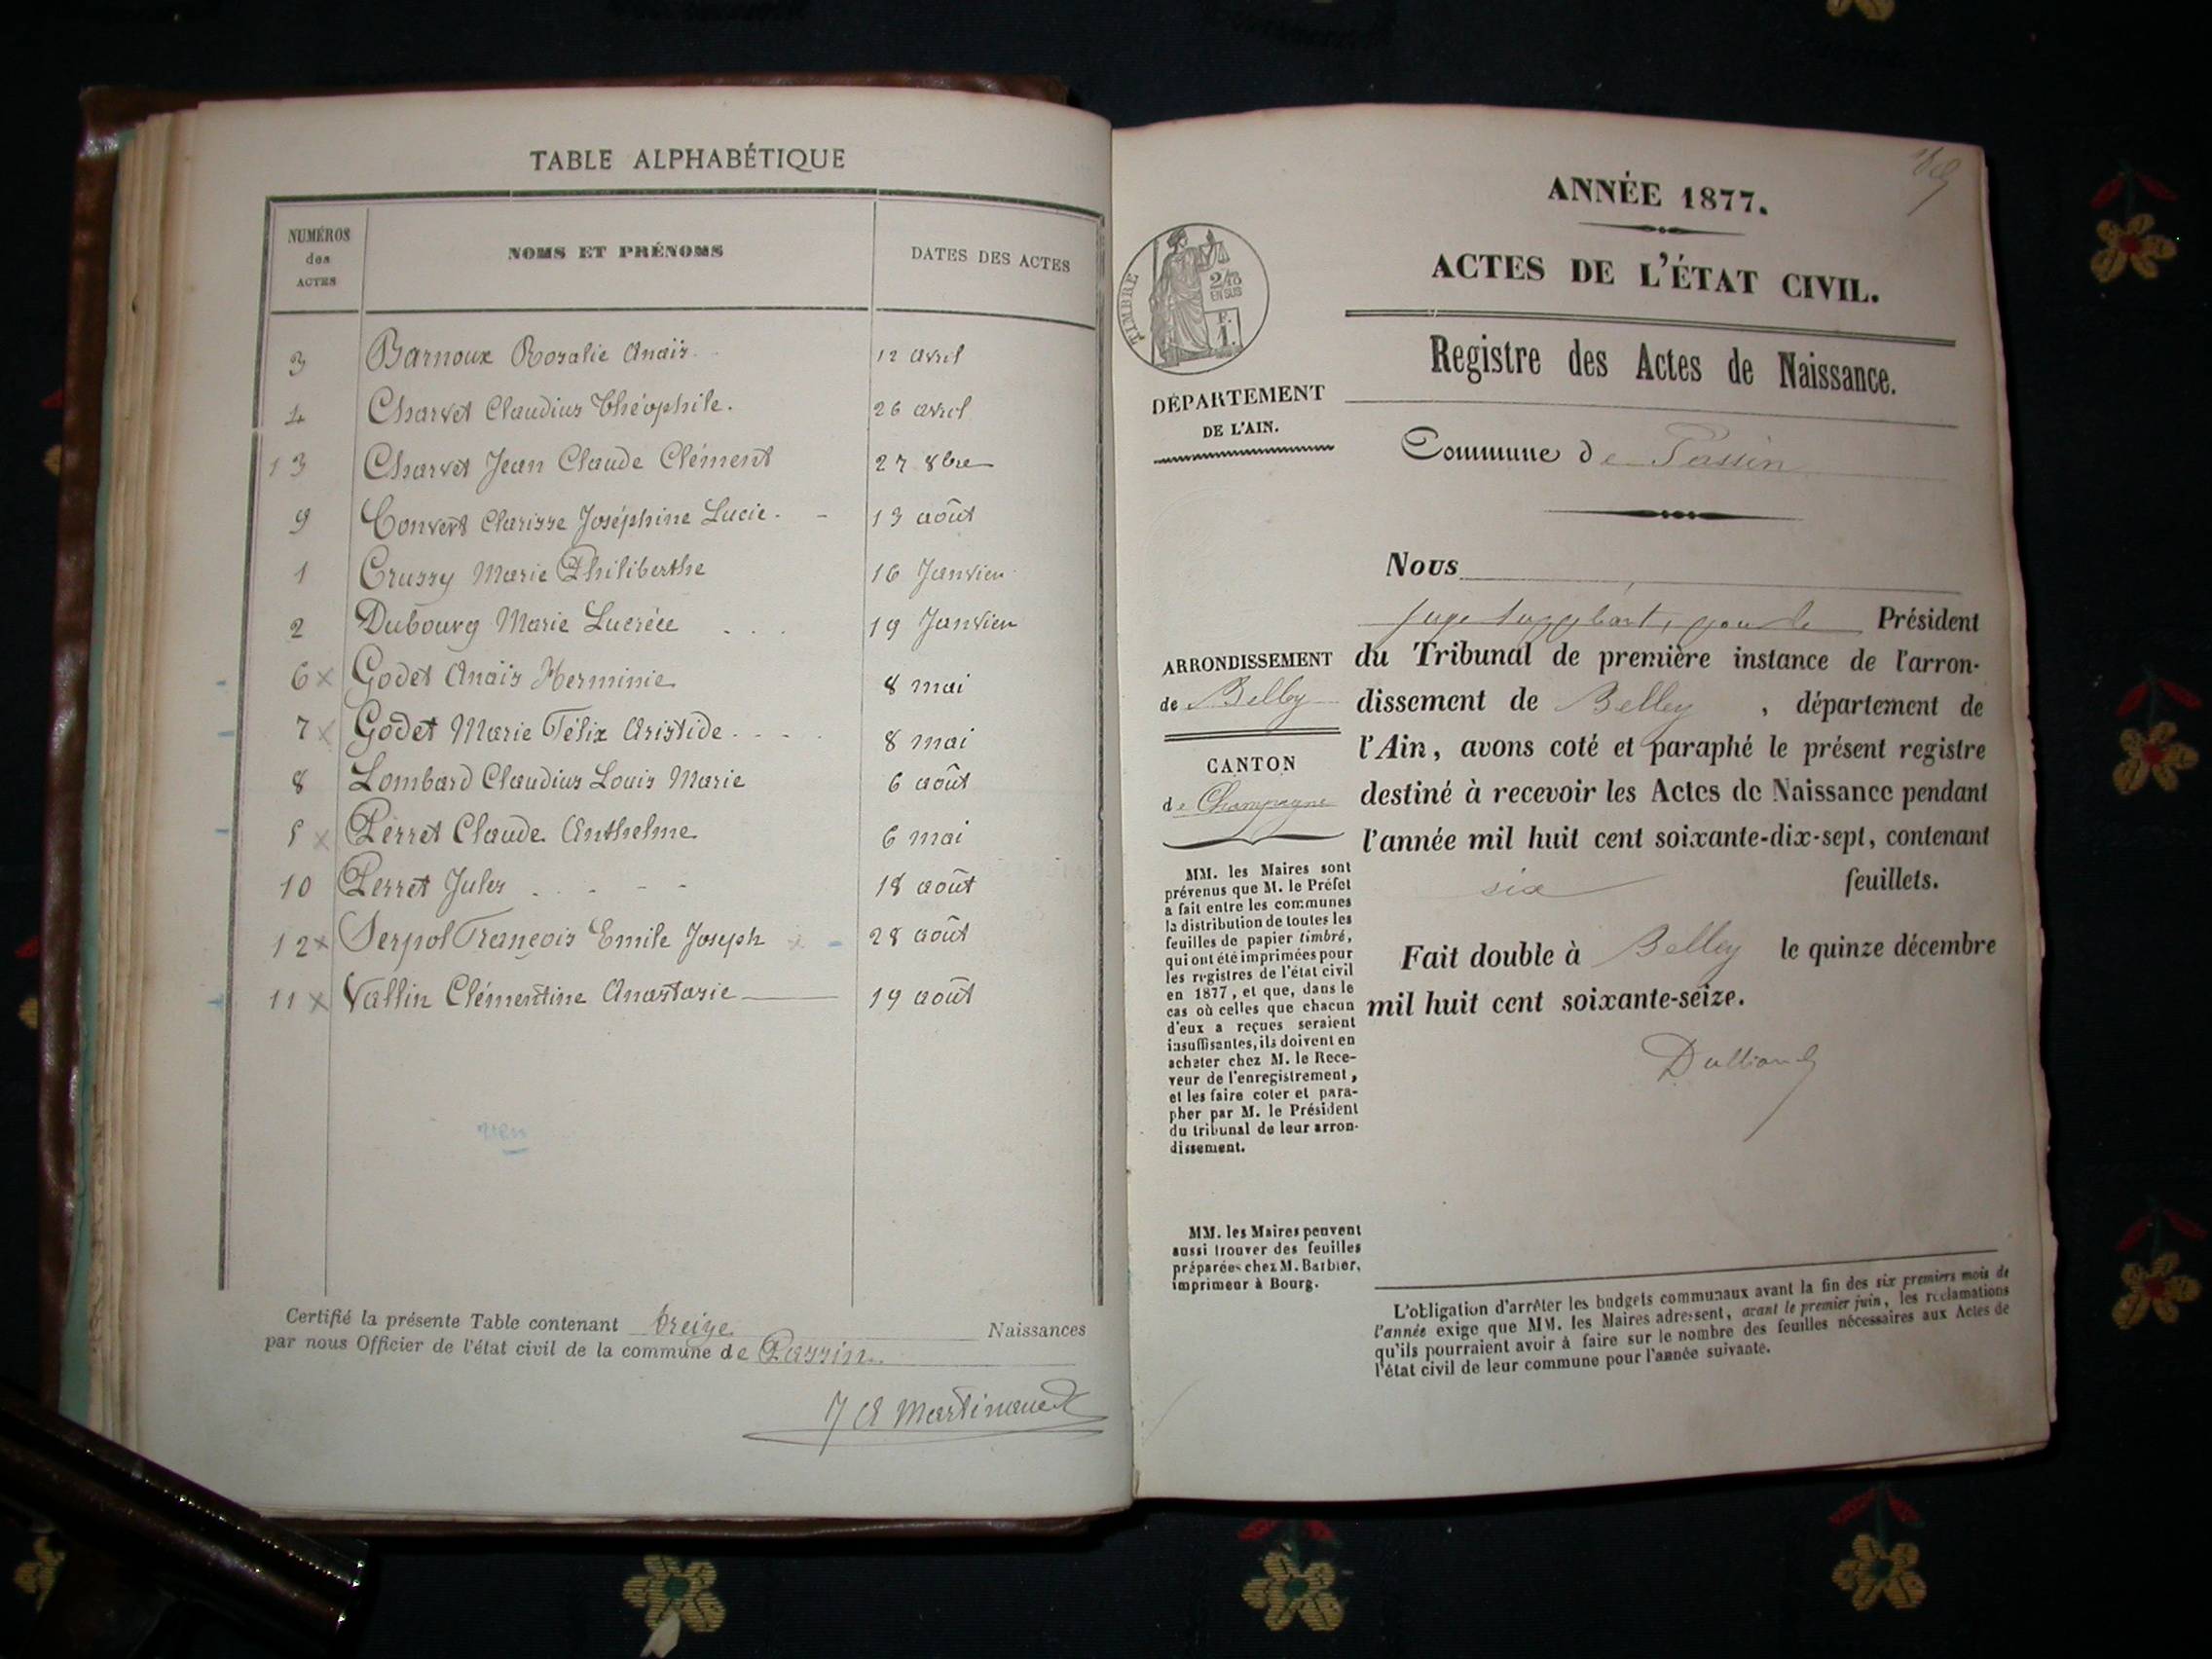 TABLE ALPHABÉTIQUE
NUMÉROS
des
ACTES
NOMS ET PRÉNOMS
DATES DES ACTES
3 Barnoux Rosalie Anaïs 12 avril
4 Charvet Claudius Théophile. 26 avril
13 Charvet Jean Claude Clément 27 8bre
9 Convert Clarisse Joséphine Lucie. - 13 août
1 Crussy Marie Philiberthe 16 Janvier
2 Dubourg Marie Lucrèce . . . 19 Janvier
6 x Godet Anaïs Herminie 8 mai
7 x Godet Marie Félix Aristide . . . . 8 mai
8 Lombard Claudius Louis Marie 6 août
5 x Perret Claude Anthelme 6 mai
10 Perret Jules . - - - 18 août
12 x Serpol François Emile Joseph x - 28 août
11 x Vallin Clémentine Anastasie 19 août
Certifié la présente Table contenant treize Naissances
par nous Officier de l'état civil de la commune de Passin.
Martinand
ANNÉE 1877.
ACTES DE L'ÉTAT CIVIL.
Registre des Actes de Naissance.
TIMBRE
2/10
EN SUS
F.
1.
DÉPARTEMENT
DE L'AIN.
Commune de Passin
ARRONDISSEMENT
de Belley
CANTON
de Champagne
MM. les Maires sont
prévenus que M. le Préfet
a fait entre les communes
la distribution de toutes les
feuilles de papier timbré,
qui ont été imprimées pour
les registres de l'état civil
en 1877, et que, dans le
cas où celles que chacun
d'eux a reçues seraient
insuffisantes, ils doivent en
acheter chez M. le Rece-
veur de l'enregistrement,
et les faire coter et para-
pher par M. le Président
du tribunal de leur arron-
dissement.
MM. les Maires peuvent
aussi trouver des feuilles
préparées chez M. Barbier,
imprimeur à Bourg.
Nous
juge suppléant, pour le Président
du Tribunal de première instance de l'arron-
dissement de Belley, département de
l'Ain, avons coté et paraphé le présent registre
destiné à recevoir les Actes de Naissance pendant
l'année mil huit cent soixante-dix-sept, contenant
six feuillets.
Fait double à Belley le quinze décembre
mil huit cent soixante-seize.
L'obligation d'arrêter les budgets communaux avant la fin des six premiers mois de
l'année exige que MM. les Maires adressent, avant le premier juin, les réclamations
qu'ils pourraient avoir à faire sur le nombre des feuilles nécessaires aux Actes de
l'état civil de leur commune pour l'année suivante.